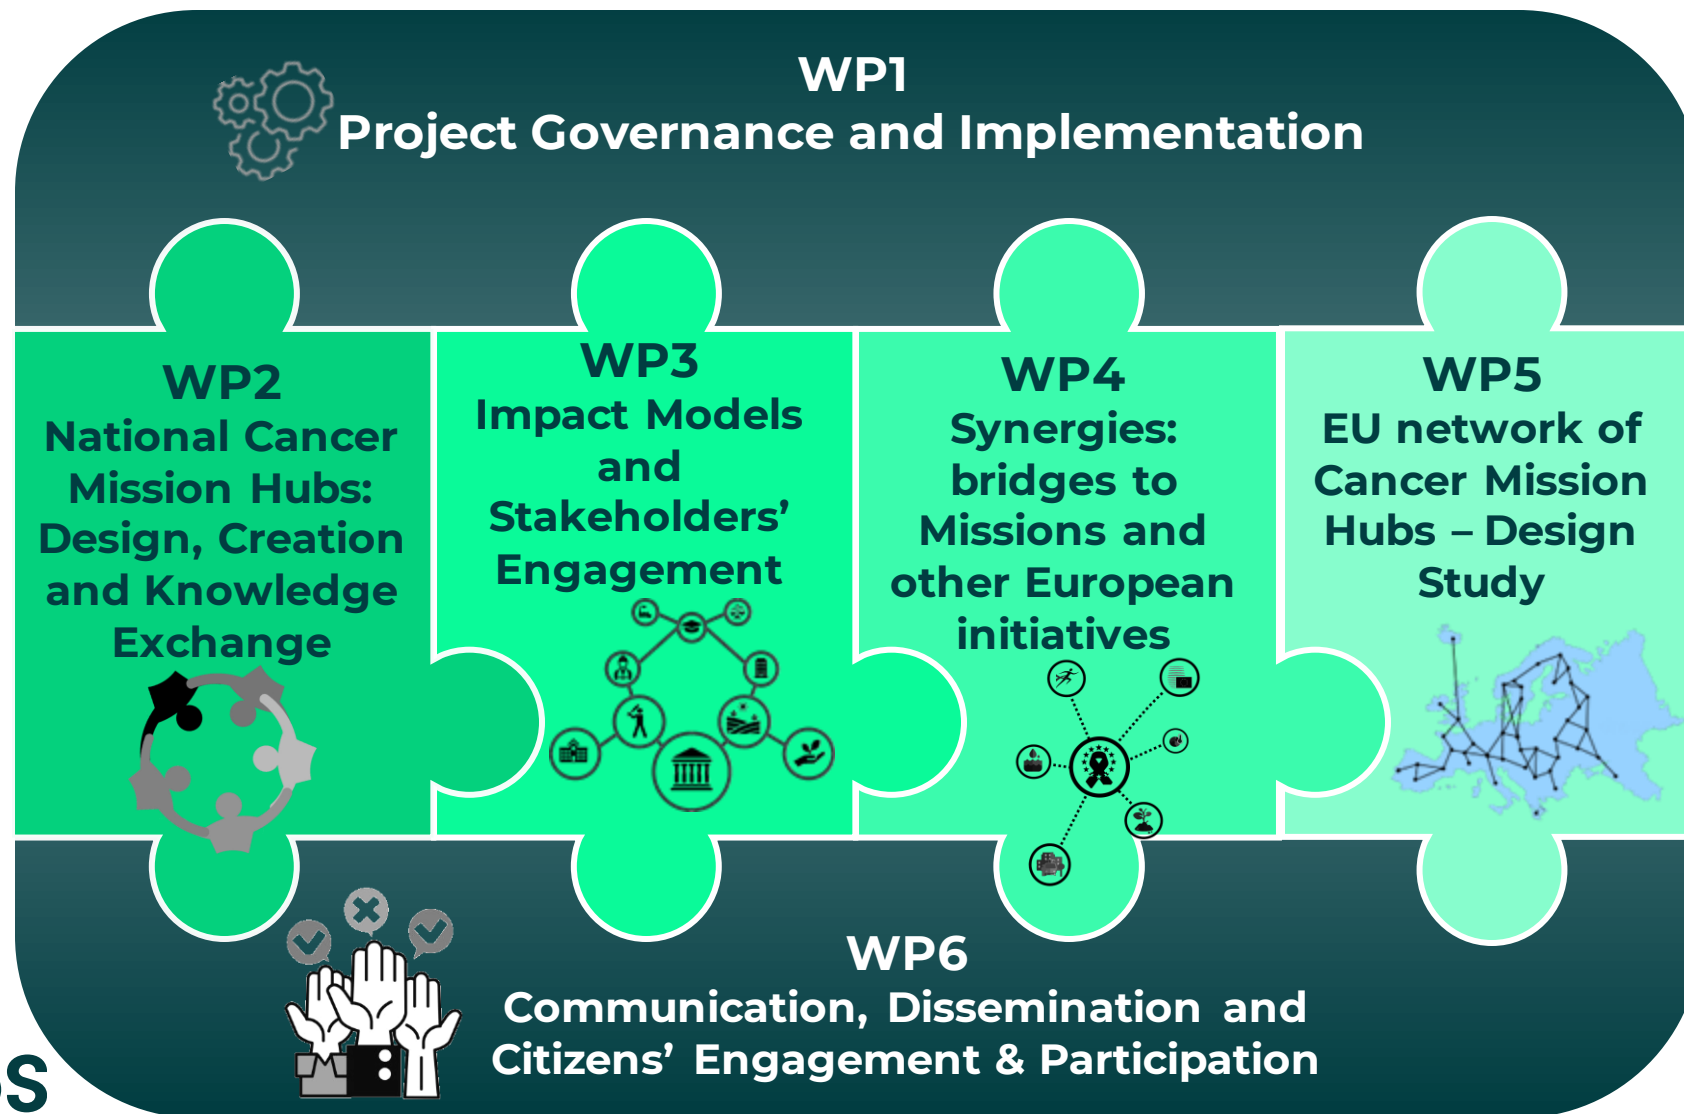 WP1
Project Governance and Implementation
WP2
National Cancer
Mission Hubs:
Design, Creation
and Knowledge
Exchange
WP3
Impact Models
and
Stakeholders’
Engagement
WP4
Synergies:
bridges to
Missions and
other European
initiatives
WP5
EU network of
Cancer Mission
Hubs – Design
Study
WP6
Communication, Dissemination and
Citizens’ Engagement & Participation